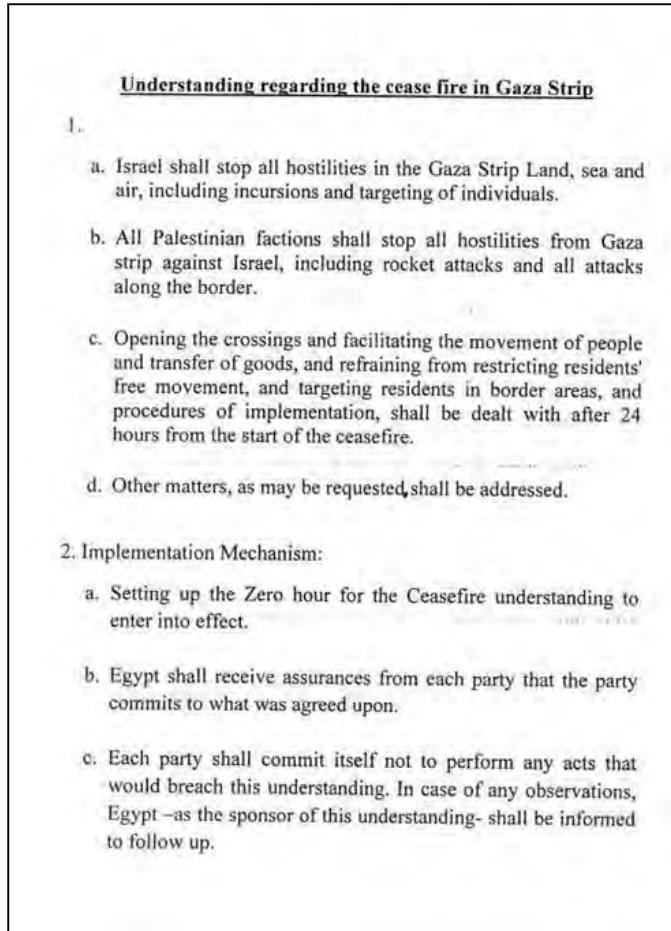 Understanding regarding the cease fire in Gaza Strip
1.
a. Israel shall stop all hostilities in the Gaza Strip Land, sea and
air, including incursions and targeting of individuals.
b. All Palestinian factions shall stop all hostilities from Gaza
strip against Israel, including rocket attacks and all attacks
along the border.
c. Opening the crossings and facilitating the movement of people
and transfer of goods, and refraining from restricting residents'
free movement, and targeting residents in border areas, and
procedures of implementation, shall be dealt with after 24
hours from the start of the ceasefire.
d. Other matters, as may be requested, shall be addressed.
2. Implementation Mechanism:
a. Setting up the Zero hour for the Ceasefire understanding to
enter into effect.
b. Egypt shall receive assurances from each party that the party
commits to what was agreed upon.
c. Each party shall commit itself not to perform any acts that
would breach this understanding. In case of any observations,
Egypt –as the sponsor of this understanding- shall be informed
to follow up.